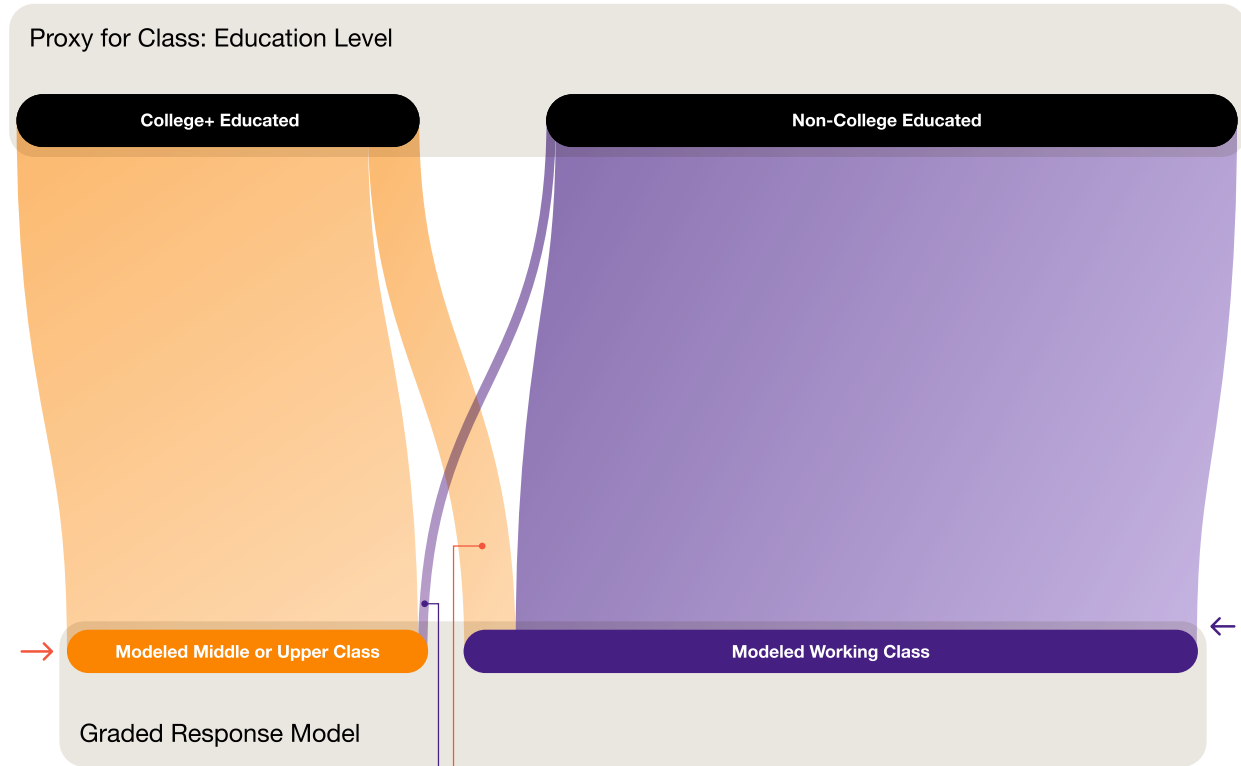 Proxy for Class: Education Level
College+ Educated
Non-College Educated
Modeled Middle or Upper Class
Modeled Working Class
Graded Response Model